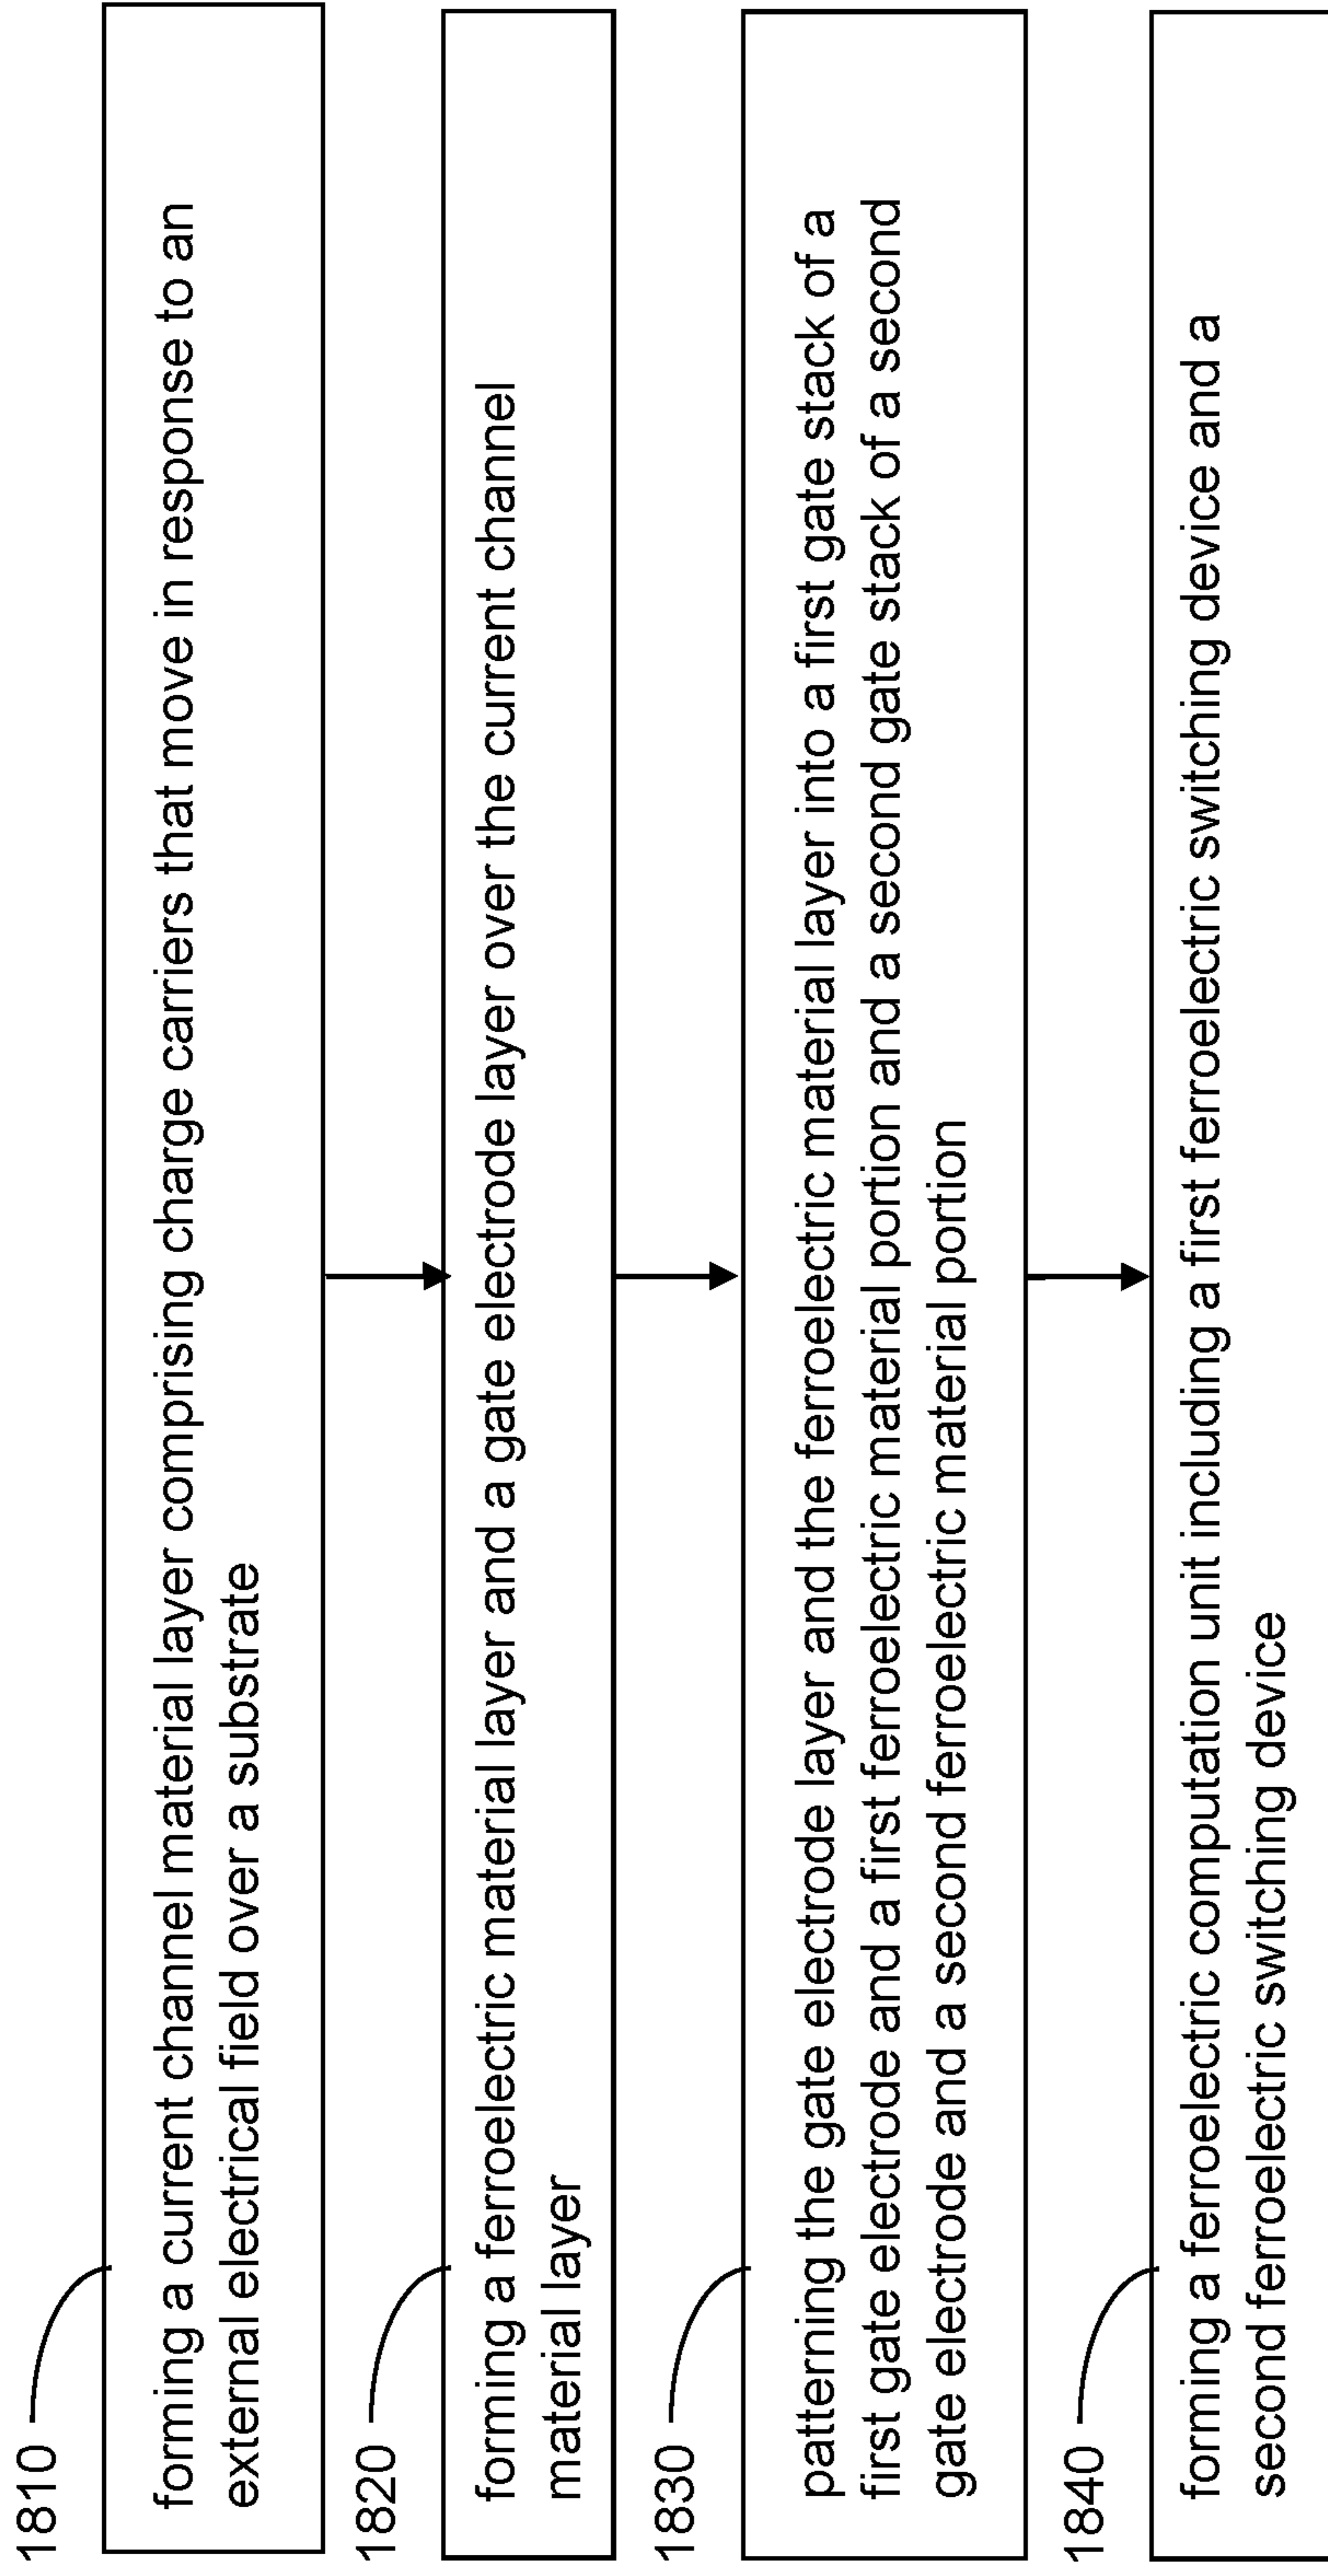 1810
forming a current channel material layer comprising charge carriers that move in response to an
external electrical field over a substrate
1820
forming a ferroelectric material layer and a gate electrode layer over the current channel
material layer
1830
patterning the gate electrode layer and the ferroelectric material layer into a first gate stack of a
first gate electrode and a first ferroelectric material portion and a second gate stack of a second
gate electrode and a second ferroelectric material portion
1840
forming a ferroelectric computation unit including a first ferroelectric switching device and a
second ferroelectric switching device